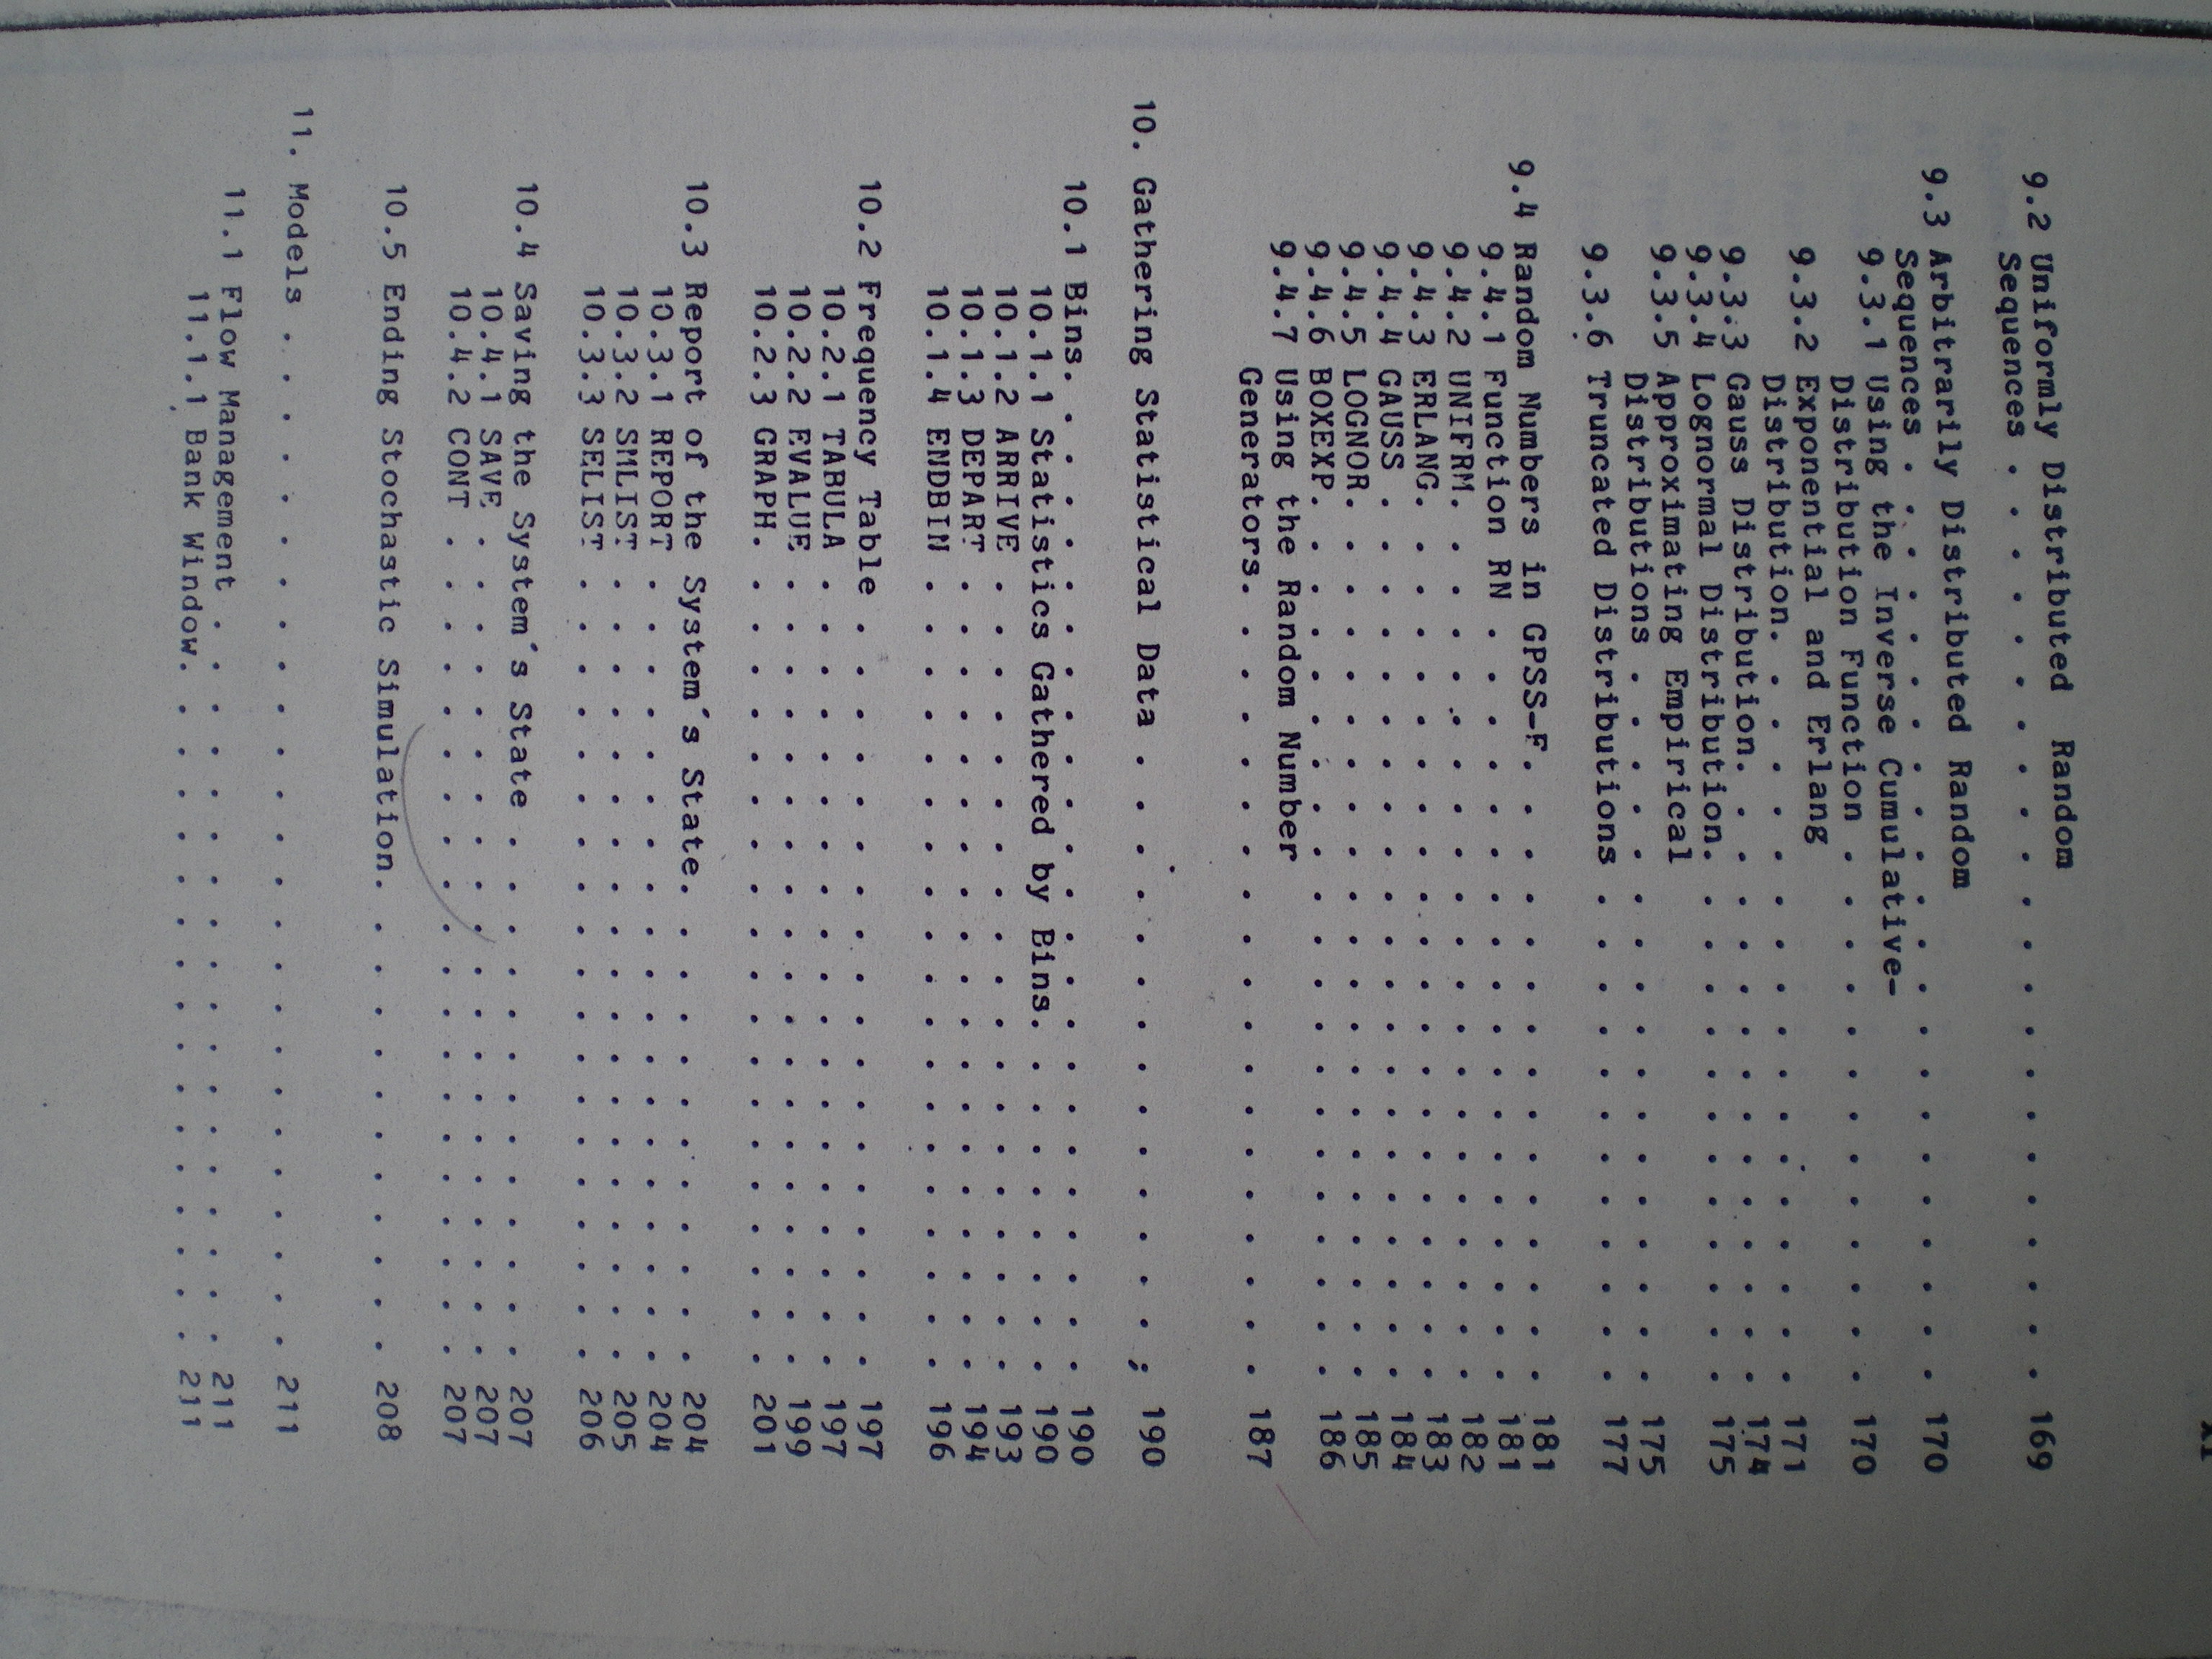 9.2 Uniformly Distributed Random
Sequences . . . . . . . . . . . . 169
9.3 Arbitrarily Distributed Random
Sequences . . . . . . . . . . . . 170
9.3.1 Using the Inverse Cumulative-
Distribution Function . . . . . . . 170
9.3.2 Exponential and Erlang
Distribution. . . . . . . . . . 171
9.3.3 Gauss Distribution. . . . . . . . . 174
9.3.4 Lognormal Distribution. . . . . . . 175
9.3.5 Approximating Empirical
Distributions . . . . . . . . . . 175
9.3.6 Truncated Distributions . . . . . . . 177
9.4 Random Numbers in GPSS-F. . . . . . . . . 181
9.4.1 Function RN . . . . . . . . . . 181
9.4.2 UNIFRM. . . . . . . . . . . . 182
9.4.3 ERLANG. . . . . . . . . . . . 183
9.4.4 GAUSS . . . . . . . . . . . . 184
9.4.5 LOGNOR. . . . . . . . . . . . 185
9.4.6 BOXEXP. . . . . . . . . . . . 186
9.4.7 Using the Random Number
Generators. . . . . . . . . . . 187
10. Gathering Statistical Data . . . . . . . . . 190
10.1 Bins. . . . . . . . . . . . . . . 190
10.1.1 Statistics Gathered by Bins. . . . . . 190
10.1.2 ARRIVE . . . . . . . . . . . 193
10.1.3 DEPART . . . . . . . . . . . 194
10.1.4 ENDBIN . . . . . . . . . . . 196
10.2 Frequency Table . . . . . . . . . . . 197
10.2.1 TABULA . . . . . . . . . . . 197
10.2.2 EVALUE . . . . . . . . . . . 199
10.2.3 GRAPH. . . . . . . . . . . . 201
10.3 Report of the System's State. . . . . . . . 204
10.3.1 REPORT . . . . . . . . . . . 204
10.3.2 SMLIST . . . . . . . . . . . 205
10.3.3 SELIST . . . . . . . . . . . 206
10.4 Saving the System's State . . . . . . . . 207
10.4.1 SAVE . . . . . . . . . . . . 207
10.4.2 CONT . . . . . . . . . . . . 207
10.5 Ending Stochastic Simulation. . . . . . . . 208
11. Models . . . . . . . . . . . . . . 211
11.1 Flow Management . . . . . . . . . . . 211
11.1.1 Bank Window. . . . . . . . . . 211